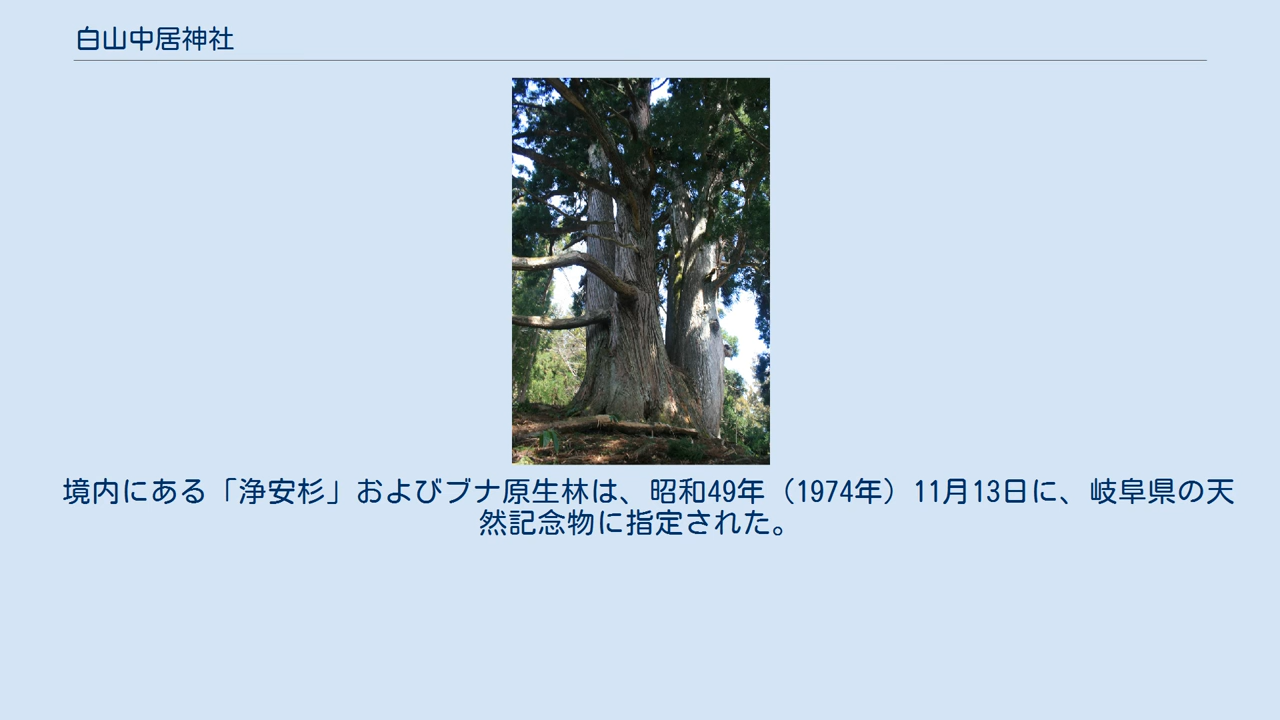 白山中居神社
境内にある「浄安杉」およびブナ原生林は、昭和49年（1974年）11月13日に、岐阜県の天
然記念物に指定された。